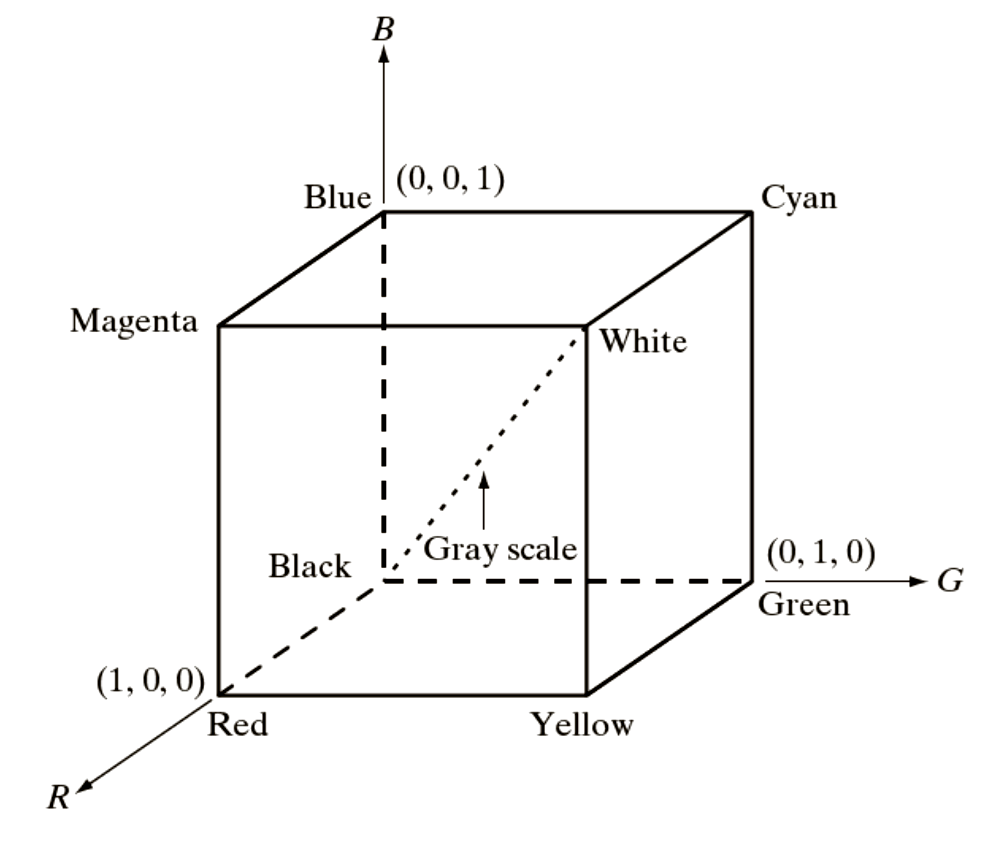 B
(0, 0, 1)
Blue
Cyan
Magenta
White
Gray scale
Black
(0, 1, 0)
G
Green
(1, 0, 0)
Red
Yellow
R